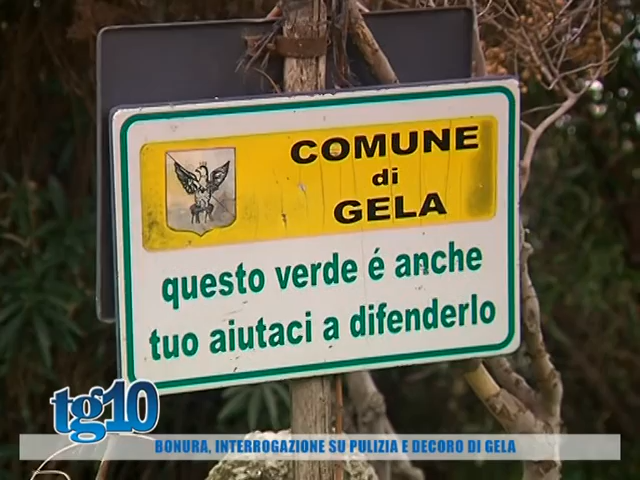 COMUNE
di
GELA
questo verde é anche
tuo aiutaci a difenderlo
tg10
BONURA, INTERROGAZIONE SU PULIZIA E DECORO DI GELA